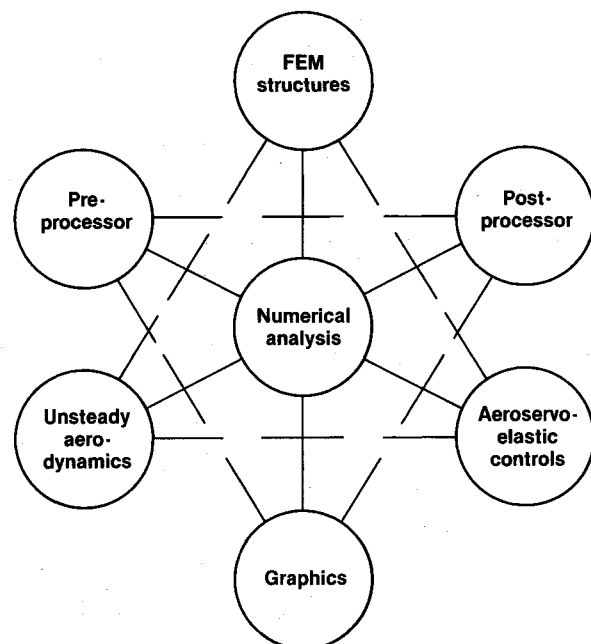 FEM
structures
Pre-
processor
Post-
processor
Numerical
analysis
Unsteady
aero-
dynamics
Aeroservo-
elastic
controls
Graphics